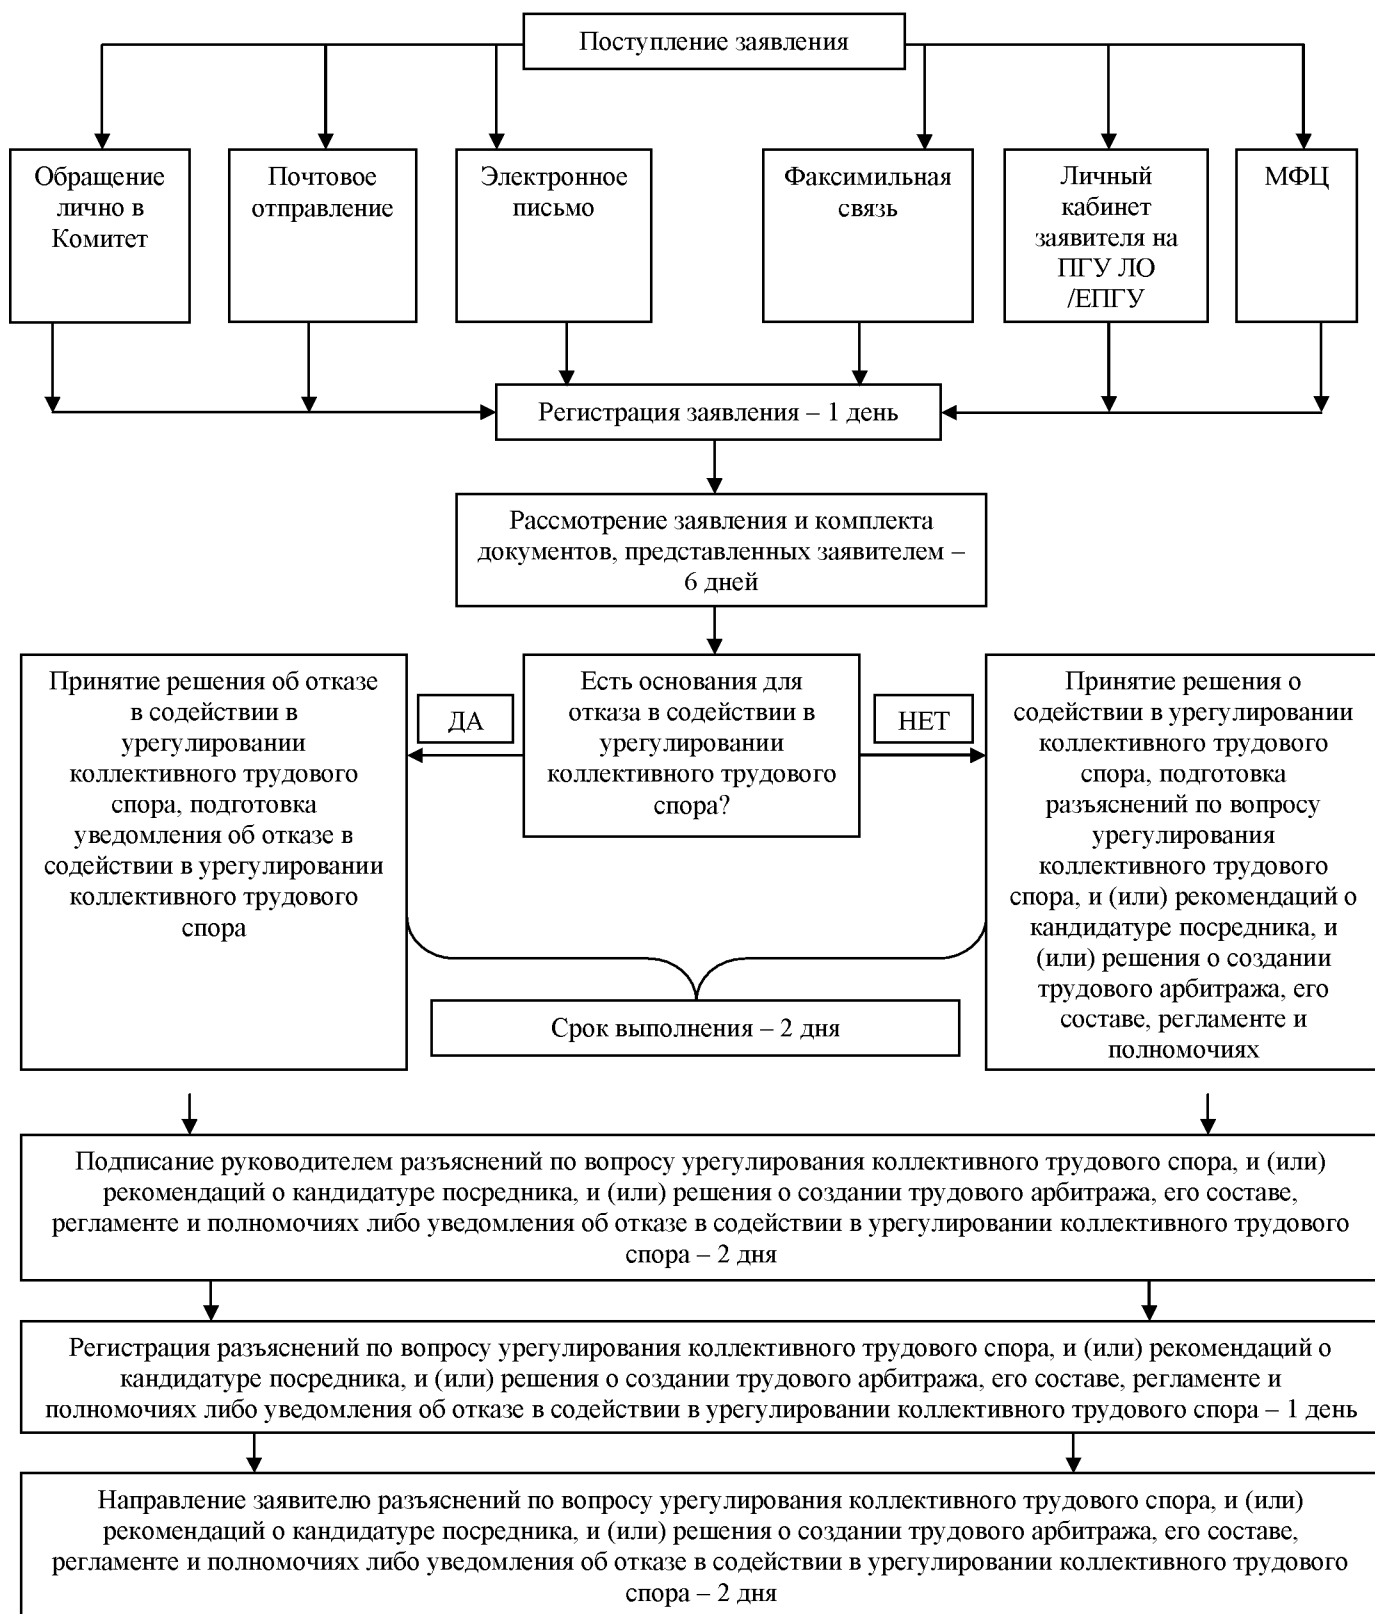 Поступление заявления
Обращение
лично в
Комитет
Почтовое
отправление
Электронное
письмо
Факсимильная
связь
Личный
кабинет
заявителя на
ПГУ ЛО
/ЕПГУ
МФЦ
Регистрация заявления – 1 день
Рассмотрение заявления и комплекта
документов, представленных заявителем –
6 дней
Принятие решения об отказе
в содействии в
урегулировании
коллективного трудового
спора, подготовка
уведомления об отказе в
содействии в урегулировании
коллективного трудового
спора
ДА
Есть основания для
отказа в содействии в
урегулировании
коллективного трудового
спора?
НЕТ
Принятие решения о
содействии в урегулировании
коллективного трудового
спора, подготовка
разъяснений по вопросу
урегулирования
коллективного трудового
спора, и (или) рекомендаций о
кандидатуре посредника, и
(или) решения о создании
трудового арбитража, его
составе, регламенте и
полномочиях
Срок выполнения – 2 дня
Подписание руководителем разъяснений по вопросу урегулирования коллективного трудового спора, и (или)
рекомендаций о кандидатуре посредника, и (или) решения о создании трудового арбитража, его составе,
регламенте и полномочиях либо уведомления об отказе в содействии в урегулировании коллективного трудового
спора – 2 дня
Регистрация разъяснений по вопросу урегулирования коллективного трудового спора, и (или) рекомендаций о
кандидатуре посредника, и (или) решения о создании трудового арбитража, его составе, регламенте и
полномочиях либо уведомления об отказе в содействии в урегулировании коллективного трудового спора – 1 день
Направление заявителю разъяснений по вопросу урегулирования коллективного трудового спора, и (или)
рекомендаций о кандидатуре посредника, и (или) решения о создании трудового арбитража, его составе,
регламенте и полномочиях либо уведомления об отказе в содействии в урегулировании коллективного трудового
спора – 2 дня